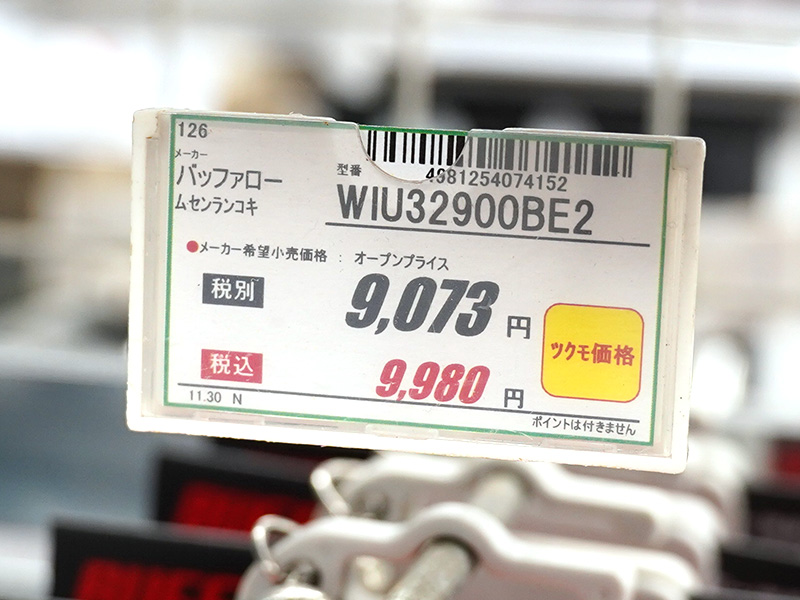 126
メーカー
バッファロー
ムセンランコキ
4981254074152
型番
WIU32900BE2
●メーカー希望小売価格 : オープンプライス
税別 9,073 円
ツクモ価格
税込 9,980 円
11.30 N
ポイントは付きません